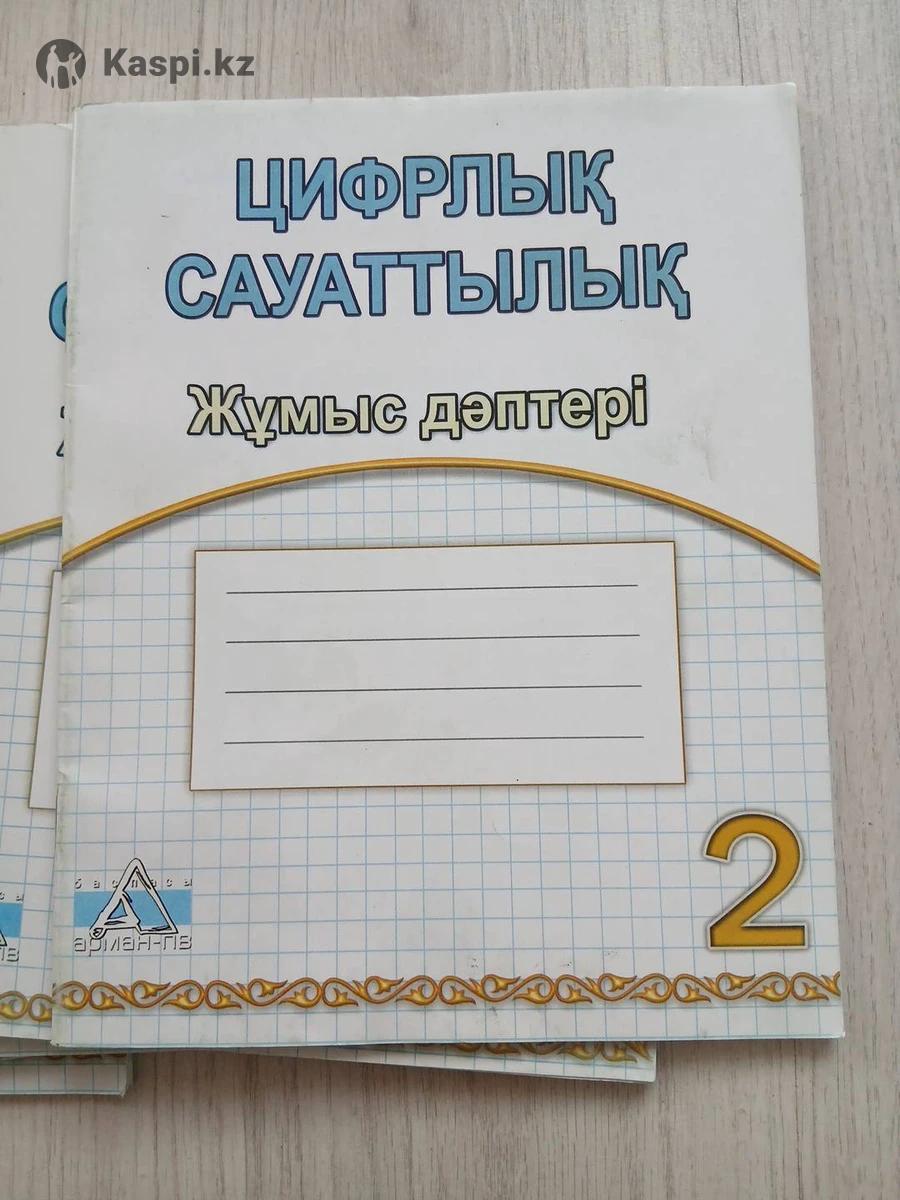 Kaspi.kz
ЦИФРЛЫҚ
САУАТТЫЛЫҚ
Жұмыс дәптері
2
баспасы
арман-пв